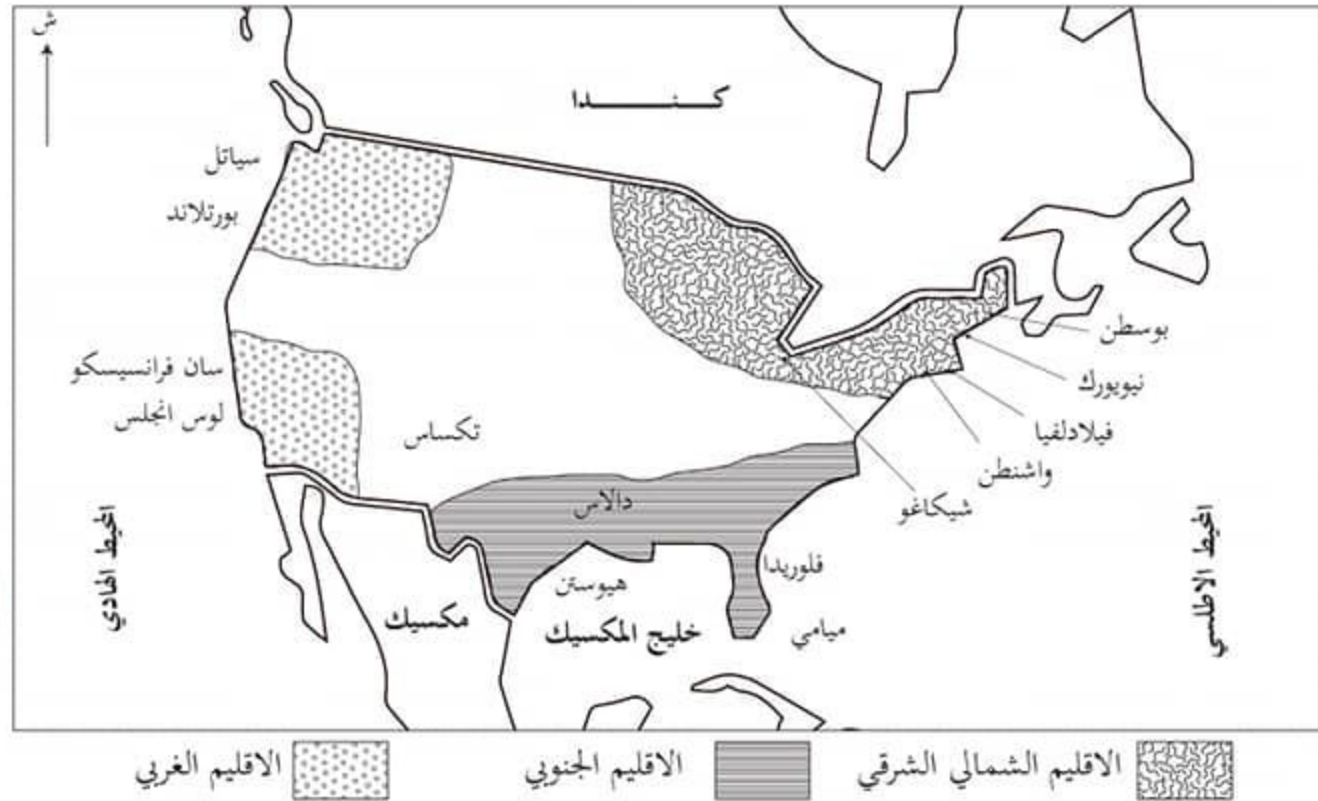 ش
كنـــدا
سياتل
بورتلاند
بوسطن
نيويورك
فيلادلفيا
واشنطن
شيكاغو
سان فرانسيسكو
لوس انجلس
تكساس
دالاس
هيوستن
فلوريدا
ميامي
مكسيك
خليج المكسيك
المحيط الهادي
المحيط الاطلسي
الاقليم الشمالي الشرقي
الاقليم الجنوبي
الاقليم الغربي